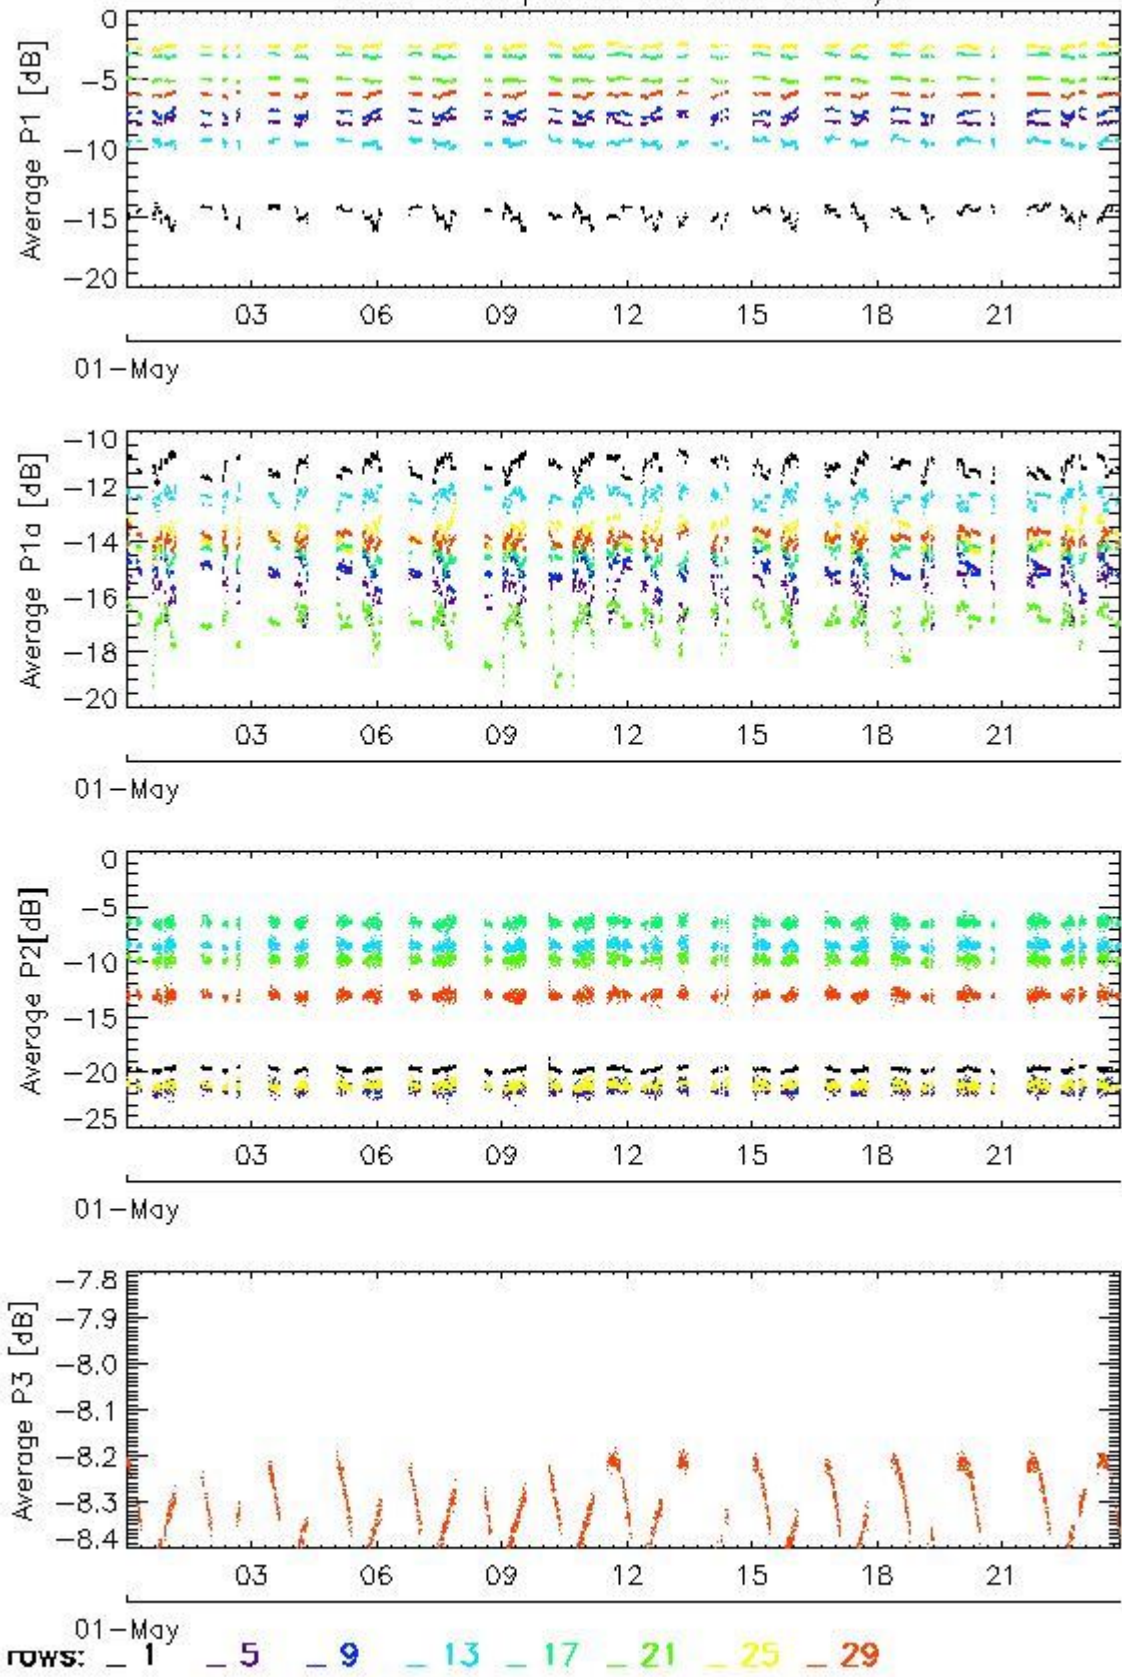 0
−5
−10
−15
−20
Average P1 [dB]
03 06 09 12 15 18 21
01−May
−10
−12
−14
−16
−18
−20
Average P1a [dB]
03 06 09 12 15 18 21
01−May
0
−5
−10
−15
−20
−25
Average P2[dB]
03 06 09 12 15 18 21
01−May
−7.8
−7.9
−8.0
−8.1
−8.2
−8.3
−8.4
Average P3 [dB]
03 06 09 12 15 18 21
01−May
rows: _ 1 _ 5 _ 9 _ 13 _ 17 _ 21 _ 25 _ 29